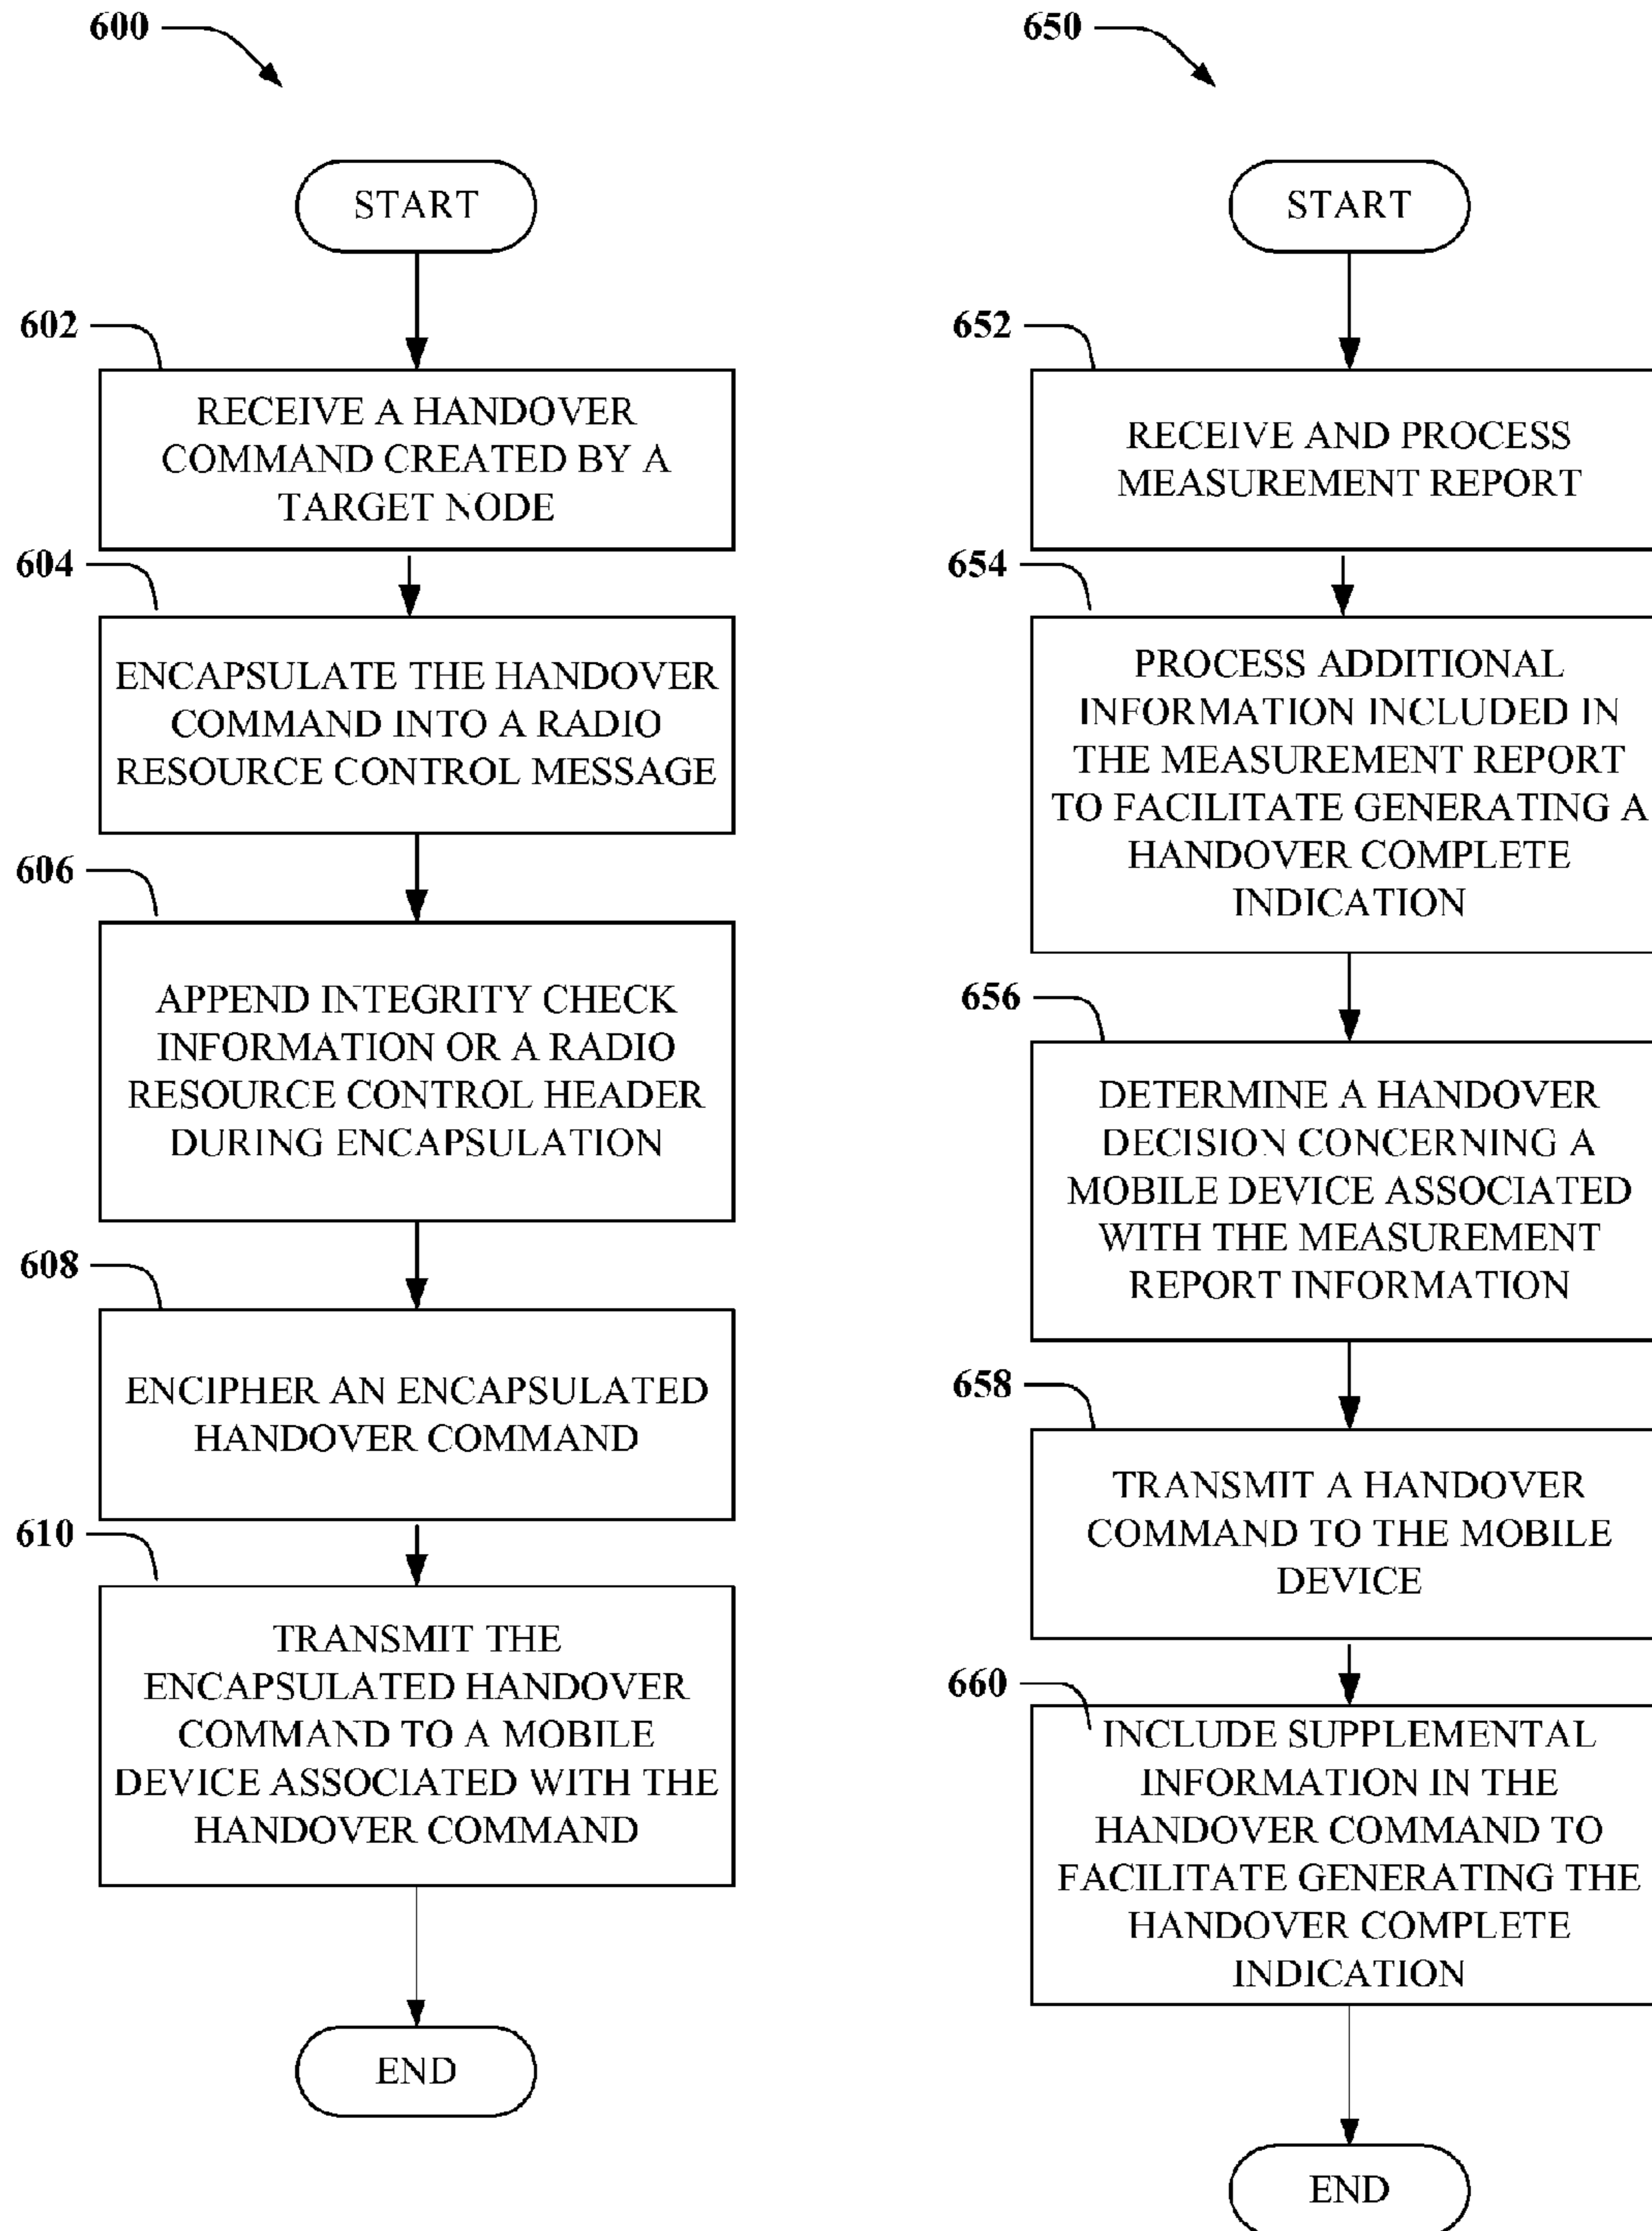 600
START
602
RECEIVE A HANDOVER
COMMAND CREATED BY A
TARGET NODE
604
ENCAPSULATE THE HANDOVER
COMMAND INTO A RADIO
RESOURCE CONTROL MESSAGE
606
APPEND INTEGRITY CHECK
INFORMATION OR A RADIO
RESOURCE CONTROL HEADER
DURING ENCAPSULATION
608
ENCIPHER AN ENCAPSULATED
HANDOVER COMMAND
610
TRANSMIT THE
ENCAPSULATED HANDOVER
COMMAND TO A MOBILE
DEVICE ASSOCIATED WITH THE
HANDOVER COMMAND
END
650
START
652
RECEIVE AND PROCESS
MEASUREMENT REPORT
654
PROCESS ADDITIONAL
INFORMATION INCLUDED IN
THE MEASUREMENT REPORT
TO FACILITATE GENERATING A
HANDOVER COMPLETE
INDICATION
656
DETERMINE A HANDOVER
DECISION CONCERNING A
MOBILE DEVICE ASSOCIATED
WITH THE MEASUREMENT
REPORT INFORMATION
658
TRANSMIT A HANDOVER
COMMAND TO THE MOBILE
DEVICE
660
INCLUDE SUPPLEMENTAL
INFORMATION IN THE
HANDOVER COMMAND TO
FACILITATE GENERATING THE
HANDOVER COMPLETE
INDICATION
END